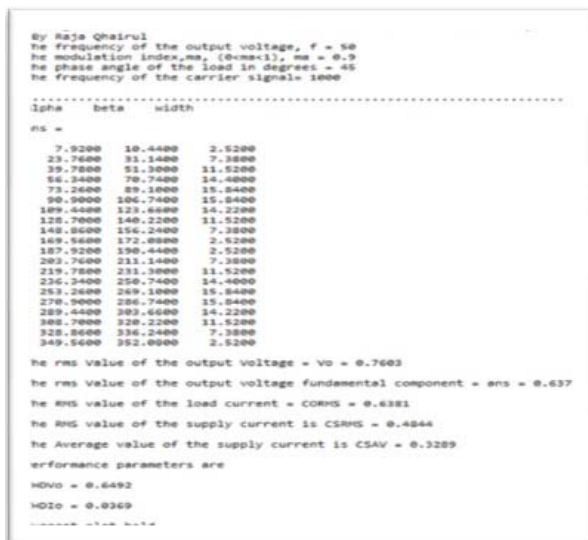 By Raja Qhairul
he frequency of the output voltage, f = 50
he modulation index,ma, (0<ma<1), ma = 0.9
he phase angle of the load in degrees = 45
he frequency of the carrier signal= 1000
lpha beta width
ns =
7.9200 10.4400 2.5200
23.7600 31.1400 7.3800
39.7800 51.3000 11.5200
56.3400 70.7400 14.4000
73.2600 89.1000 15.8400
90.9000 106.7400 15.8400
109.4400 123.6600 14.2200
128.7000 140.2200 11.5200
148.8600 156.2400 7.3800
169.5600 172.0800 2.5200
187.9200 190.4400 2.5200
203.7600 211.1400 7.3800
219.7800 231.3000 11.5200
236.3400 250.7400 14.4000
253.2600 269.1000 15.8400
270.9000 286.7400 15.8400
289.4400 303.6600 14.2200
308.7000 320.2200 11.5200
328.8600 336.2400 7.3800
349.5600 352.0800 2.5200
he rms Value of the output Voltage = Vo = 0.7603
he rms Value of the output voltage fundamental component = ans = 0.637
he RMS value of the load current = CORMS = 0.6381
he RMS value of the supply current is CSRMS = 0.4844
he Average value of the supply current is CSAV = 0.3289
erformance parameters are
HDVo = 0.6492
HDIo = 0.0369